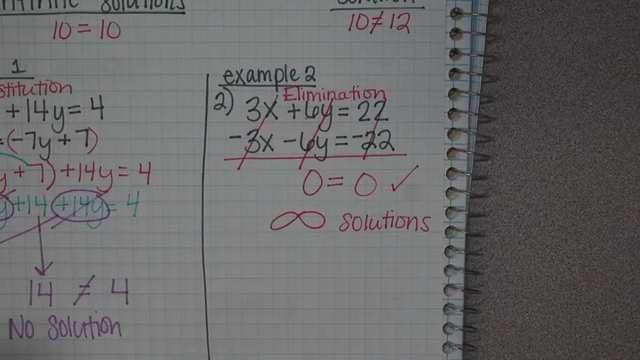 solutions
10 = 10
10 ≠ 12
1
+ 14y = 4
= (-7y + 7)
y + 7) + 14y = 4
+ 14 + 14y = 4
14 ≠ 4
No Solution
example 2
Elimination
2) 3x + 6y = 22
-3x - 6y = -22
0 = 0 ✓
∞ solutions